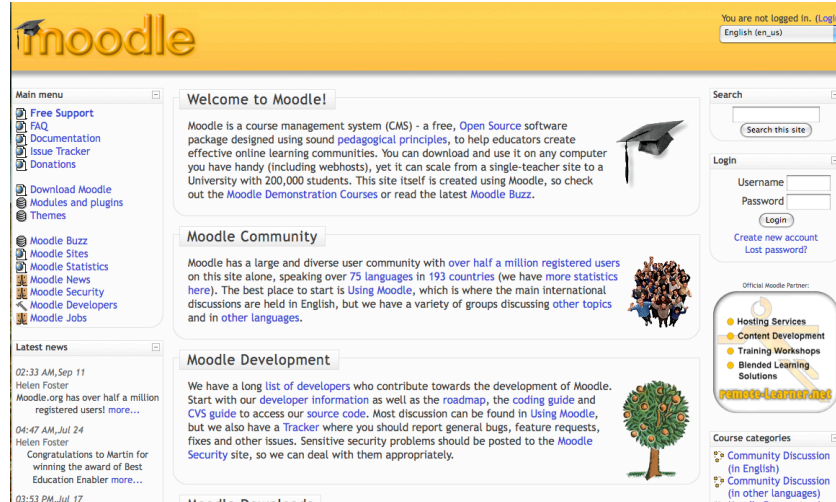 moodle
You are not logged in. (Logi
English (en_us)
Main menu
Free Support
FAQ
Documentation
Issue Tracker
Donations
Download Moodle
Modules and plugins
Themes
Moodle Buzz
Moodle Sites
Moodle Statistics
Moodle News
Moodle Security
Moodle Developers
Moodle Jobs
Latest news
02:33 AM, Sep 11
Helen Foster
Moodle.org has over half a million
registered users! more...
04:47 AM, Jul 24
Helen Foster
Congratulations to Martin for
winning the award of Best
Education Enabler more...
03:53 PM, Jul 17
Welcome to Moodle!
Moodle is a course management system (CMS) - a free, Open Source software
package designed using sound pedagogical principles, to help educators create
effective online learning communities. You can download and use it on any computer
you have handy (including webhosts), yet it can scale from a single-teacher site to a
University with 200,000 students. This site itself is created using Moodle, so check
out the Moodle Demonstration Courses or read the latest Moodle Buzz.
Moodle Community
Moodle has a large and diverse user community with over half a million registered users
on this site alone, speaking over 75 languages in 193 countries (we have more statistics
here). The best place to start is Using Moodle, which is where the main international
discussions are held in English, but we have a variety of groups discussing other topics
and in other languages.
Moodle Development
We have a long list of developers who contribute towards the development of Moodle.
Start with our developer information as well as the roadmap, the coding guide and
CVS guide to access our source code. Most discussion can be found in Using Moodle,
but we also have a Tracker where you should report general bugs, feature requests,
fixes and other issues. Sensitive security problems should be posted to the Moodle
Security site, so we can deal with them appropriately.
Search
Search this site
Login
Username
Password
Login
Create new account
Lost password?
Official Moodle Partner:
Hosting Services
Content Development
Training Workshops
Blended Learning
Solutions
remote-Learner.net
Course categories
Community Discussion
(in English)
Community Discussion
(in other languages)